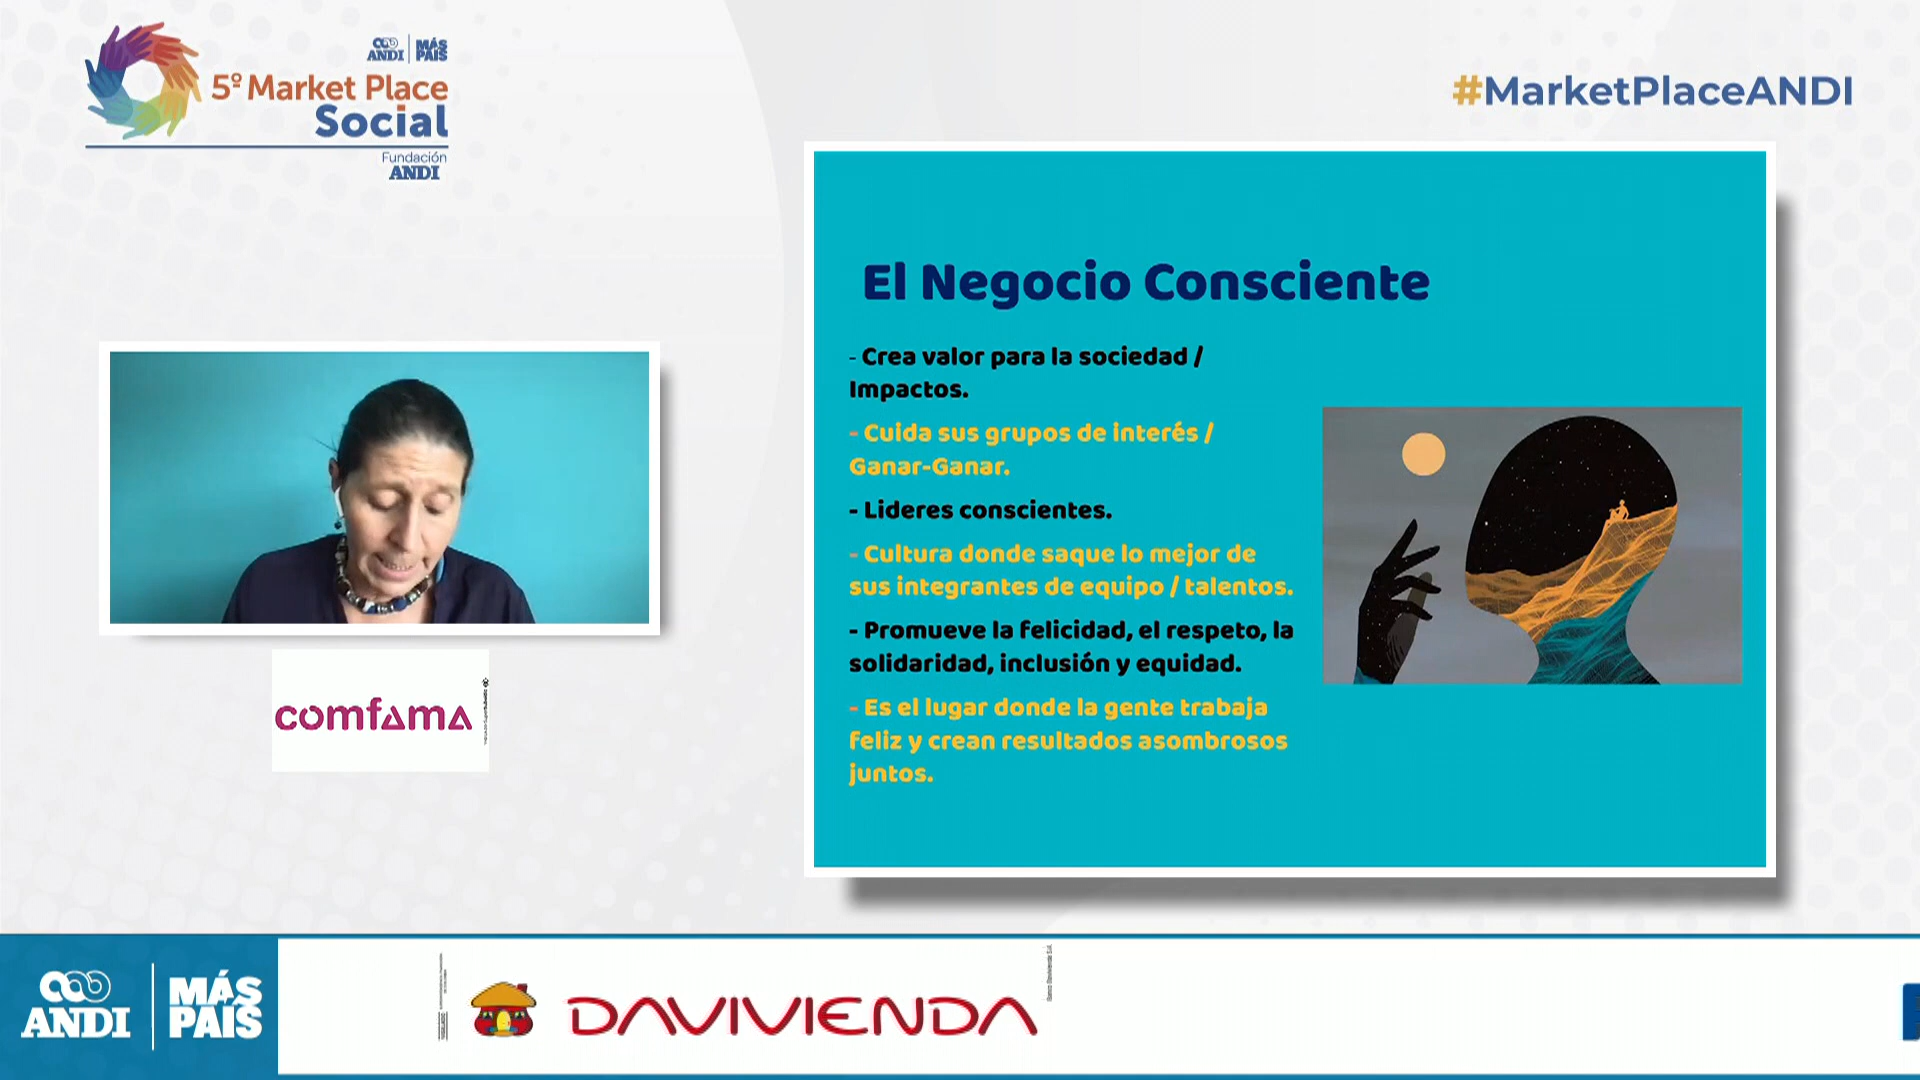 ANDI MÁS PAÍS
5º Market Place
Social
Fundación
ANDI
#MarketPlaceANDI
El Negocio Consciente
- Crea valor para la sociedad /
Impactos.
- Cuida sus grupos de interés /
Ganar-Ganar.
- Lideres conscientes.
- Cultura donde saque lo mejor de
sus integrantes de equipo / talentos.
- Promueve la felicidad, el respeto, la
solidaridad, inclusión y equidad.
- Es el lugar donde la gente trabaja
feliz y crean resultados asombrosos
juntos.
comfama
ANDI
MÁS
PAÍS
DAVIVIENDA
Banco Davivienda S.A.